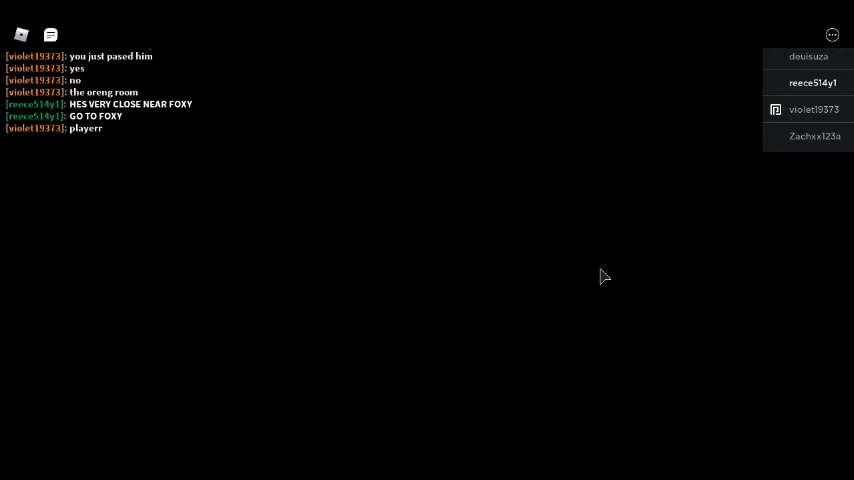 [violet19373]: you just pased him
[violet19373]: yes
[violet19373]: no
[violet19373]: the oreng room
[reece514y1]: HES VERY CLOSE NEAR FOXY
[reece514y1]: GO TO FOXY
[violet19373]: playerr
deuisuza
reece514y1
violet19373
Zachxx123a